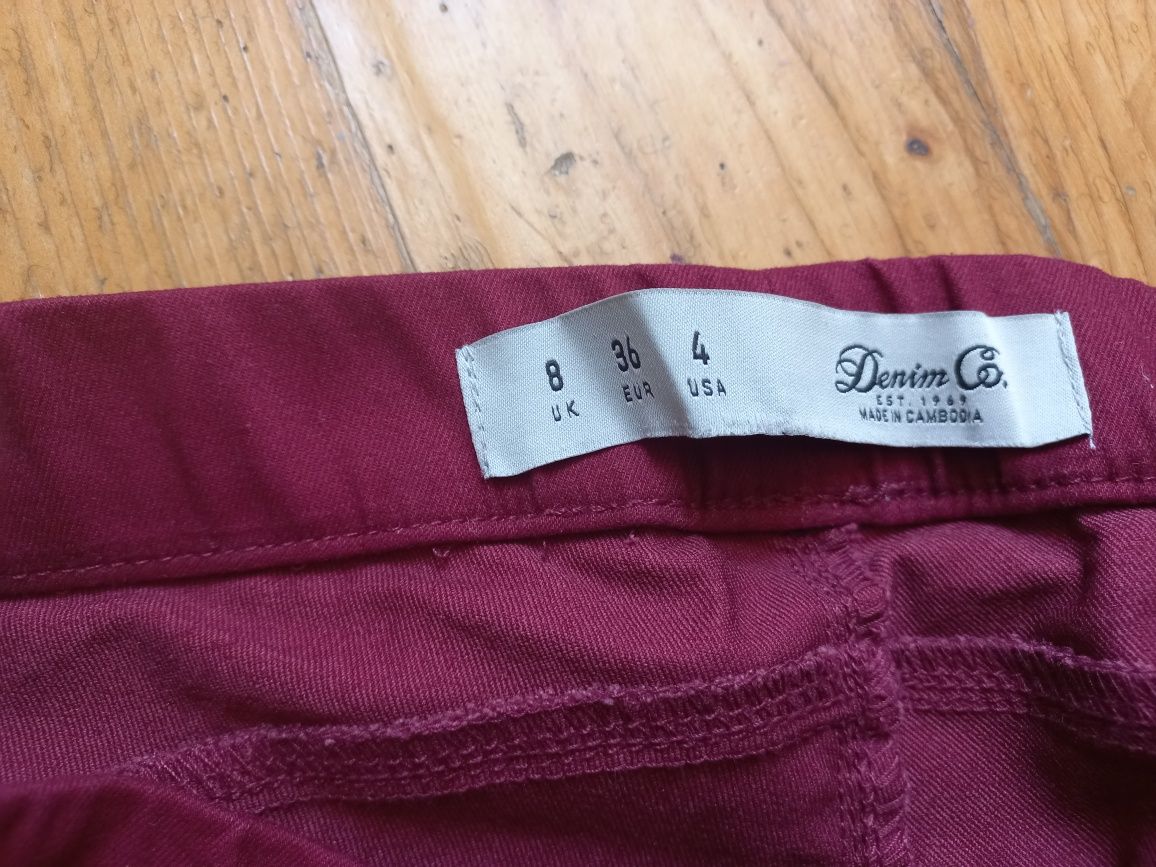 8 36 4
UK EUR USA
Denim Co.
EST. 1969
MADE IN CAMBODIA